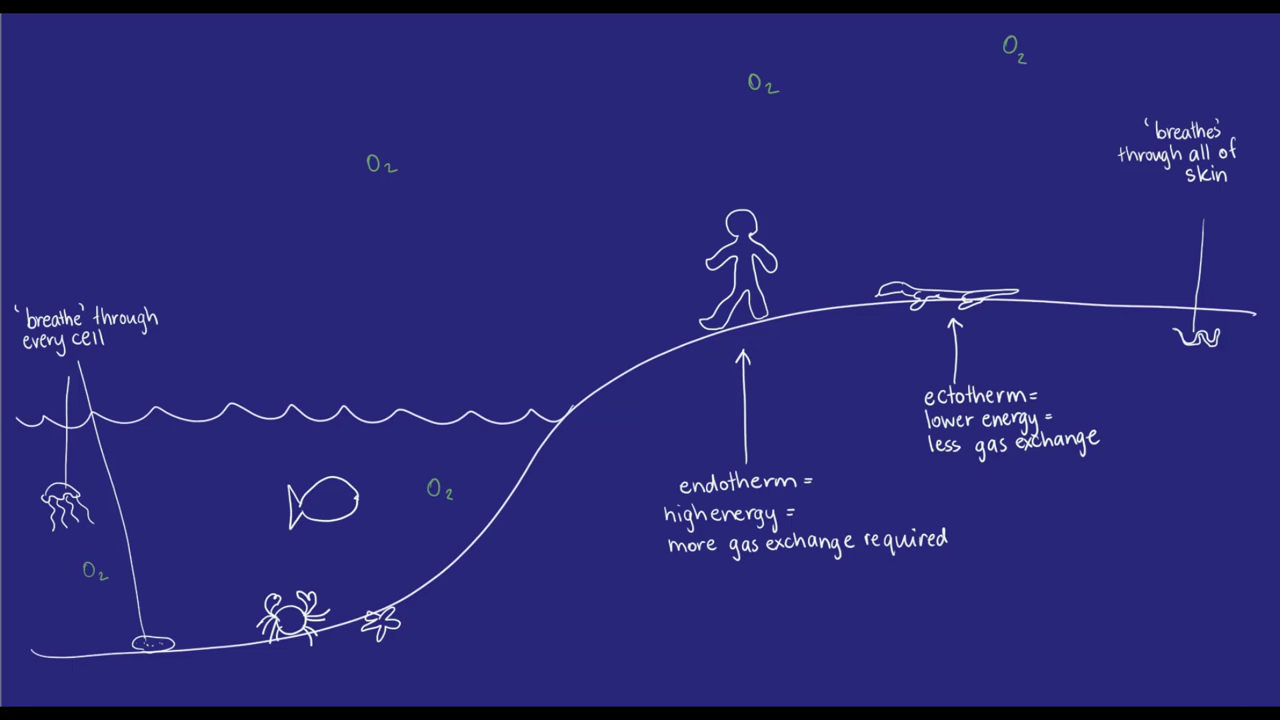 O₂
O₂
O₂
'breathes'
through all of
skin
'breathe' through
every cell
ectotherm=
lower energy =
less gas exchange
endotherm =
high energy =
more gas exchange required
O₂
O₂